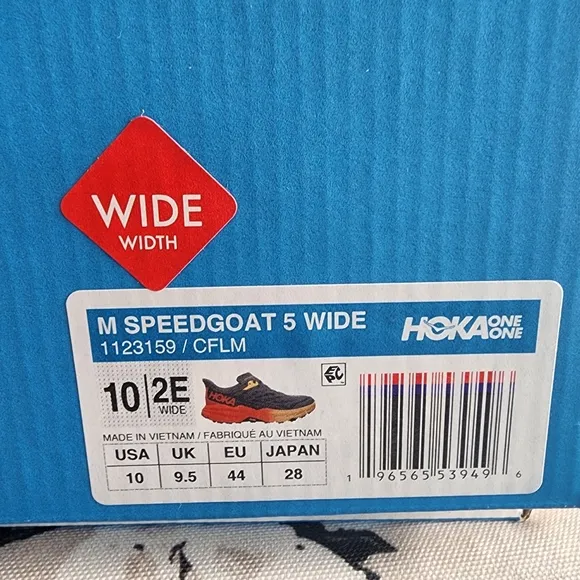 WIDE
WIDTH
M SPEEDGOAT 5 WIDE
HOKA ONE ONE
1123159 / CFLM
10 2E WIDE
HOKA
MADE IN VIETNAM / FABRIQUÉ AU VIETNAM
USA UK EU JAPAN
10 9.5 44 28
1 96565 53949 6